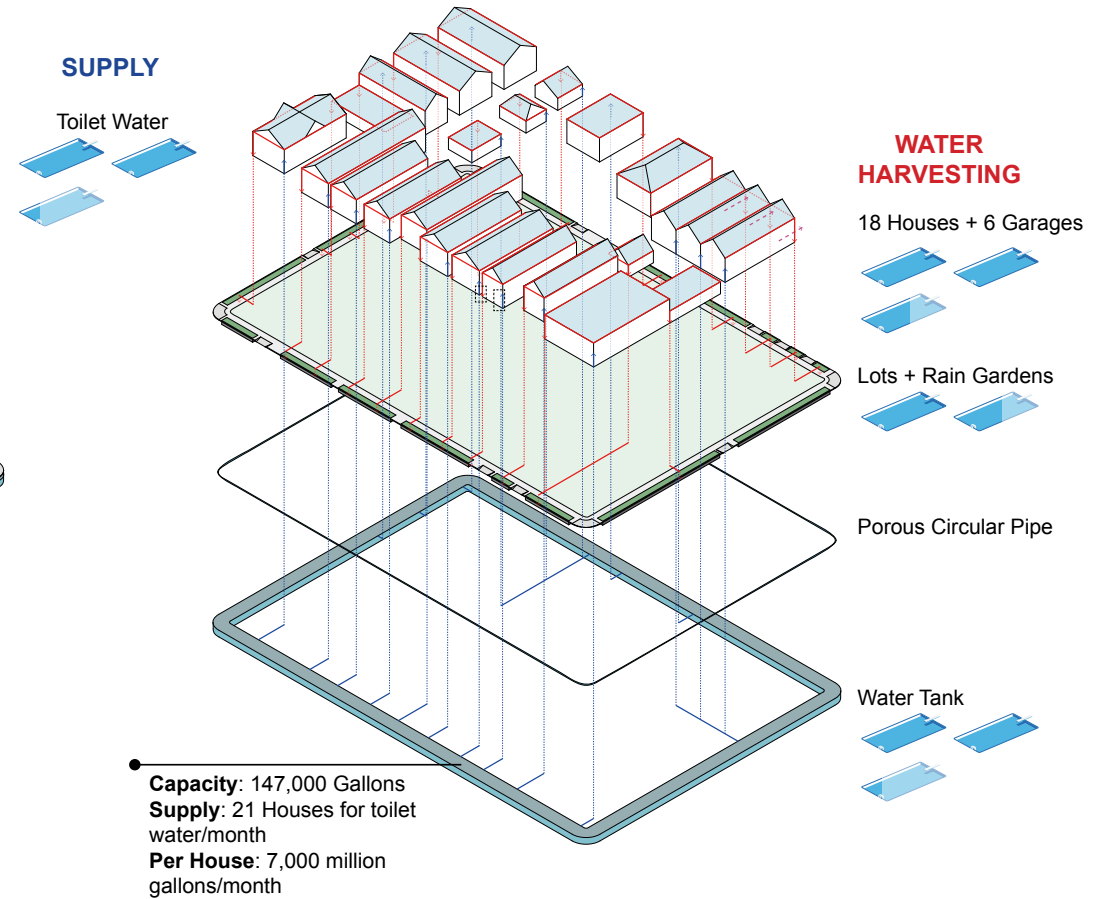 SUPPLY
Toilet Water
WATER
HARVESTING
18 Houses + 6 Garages
Lots + Rain Gardens
Porous Circular Pipe
Water Tank
Capacity: 147,000 Gallons
Supply: 21 Houses for toilet
water/month
Per House: 7,000 million
gallons/month